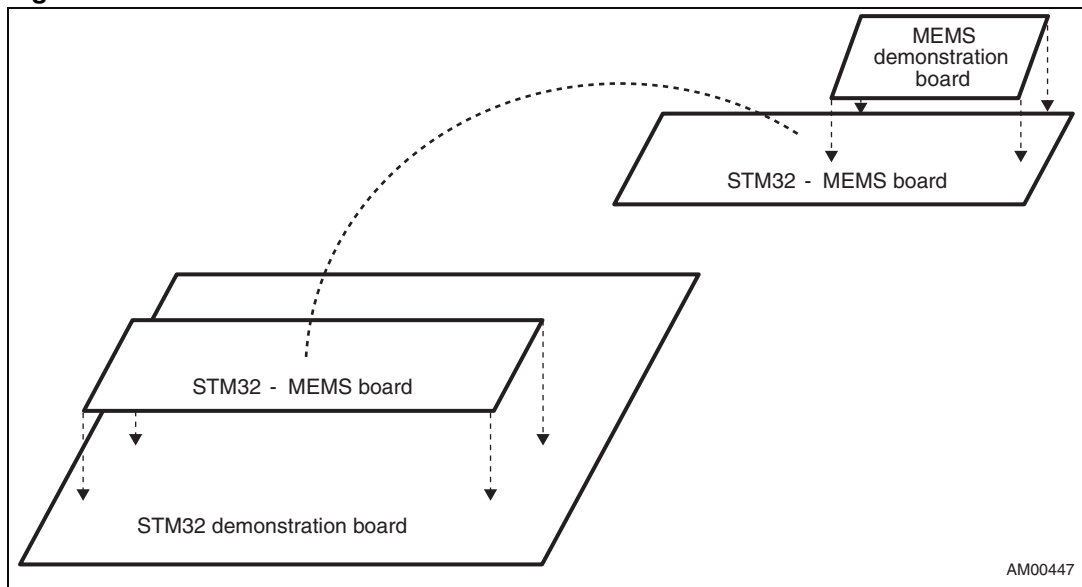 MEMS
demonstration
board
STM32 - MEMS board
STM32 - MEMS board
STM32 demonstration board
AM00447